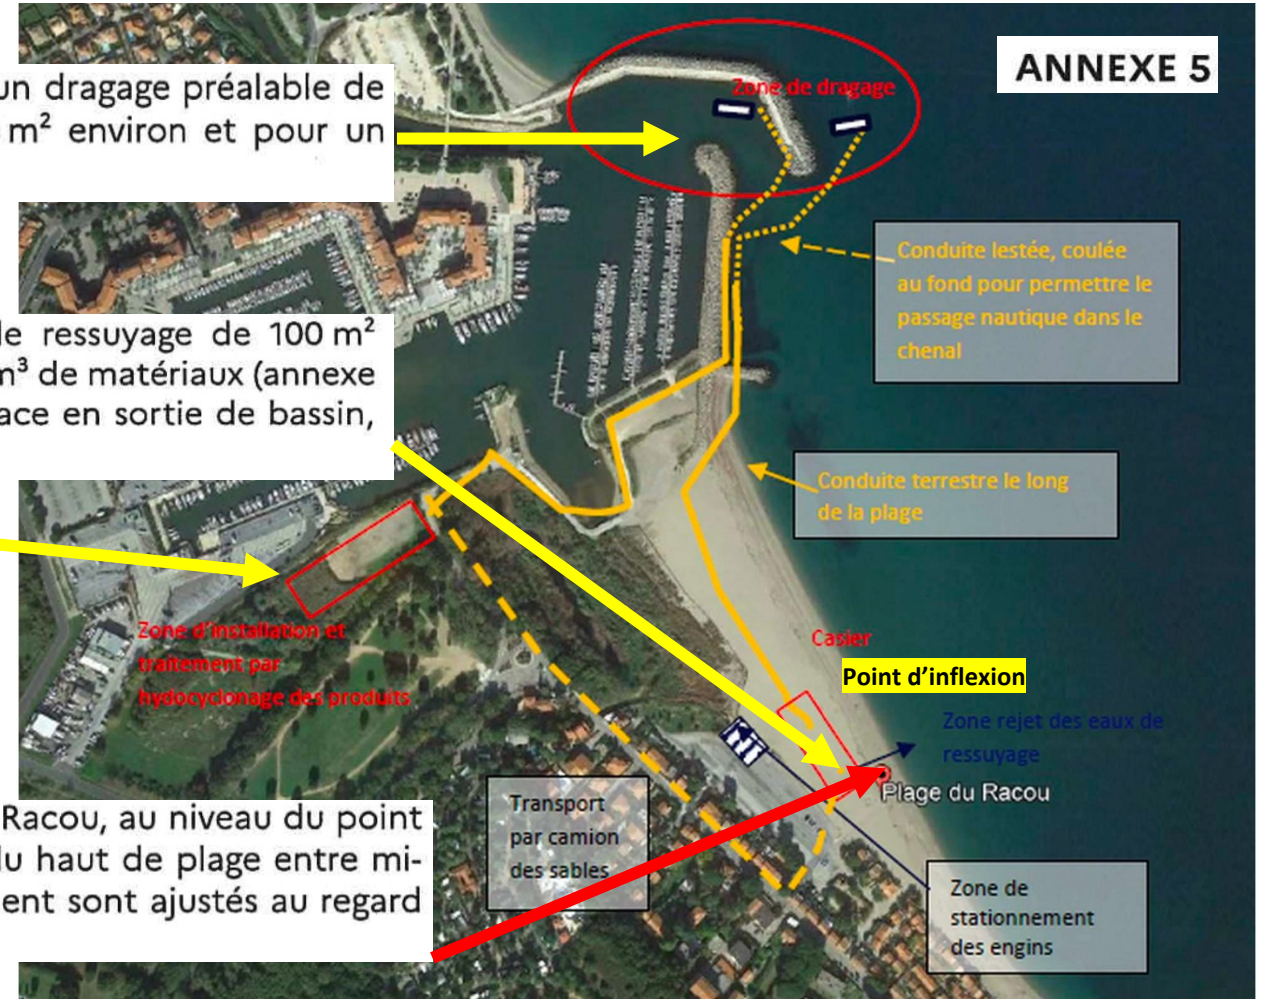 ANNEXE 5
un dragage préalable de
m² environ et pour un
Zone de dragage
Conduite lestée, coulée
au fond pour permettre le
passage nautique dans le
chenal
le ressuyage de 100 m²
m³ de matériaux (annexe
ace en sortie de bassin,
Conduite terrestre le long
de la plage
Zone d'installation et
traitement par
hydocyclonage des produits
Casier
Point d'inflexion
Zone rejet des eaux de
ressuyage
Plage du Racou
Transport
par camion
des sables
Racou, au niveau du point
du haut de plage entre mi-
ent sont ajustés au regard
Zone de
stationnement
des engins